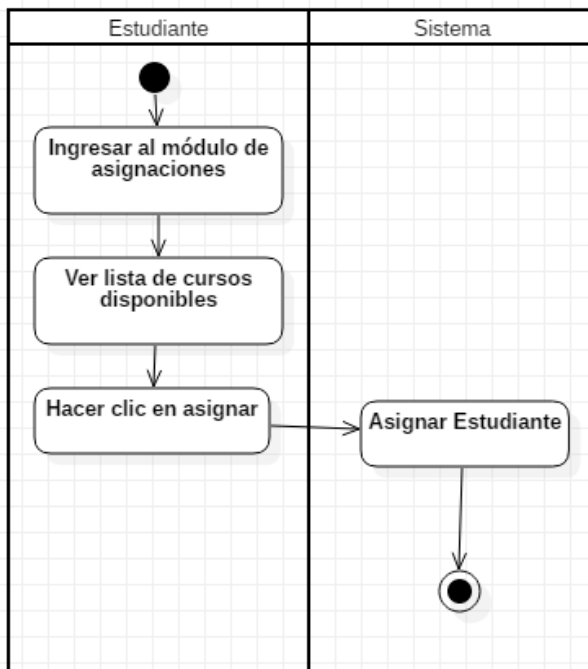 Estudiante
Sistema
Ingresar al módulo de
asignaciones
Ver lista de cursos
disponibles
Hacer clic en asignar
Asignar Estudiante